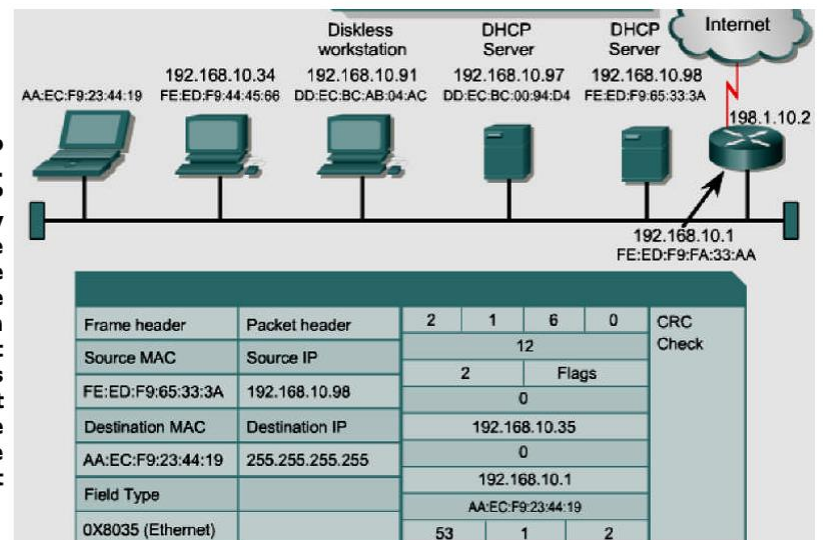 Diskless
workstation
DHCP
Server
DHCP
Server
Internet
192.168.10.34
192.168.10.91
192.168.10.97
192.168.10.98
AA:EC:F9:23:44:19
FE:ED:F9:44:45:66
DD:EC:BC:AB:04:AC
DD:EC:BC:00:94:D4
FE:ED:F9:65:33:3A
198.1.10.2
192.168.10.1
FE:ED:F9:FA:33:AA
Frame header
Packet header
2 1 6 0
CRC
Check
12
Source MAC
Source IP
2 Flags
FE:ED:F9:65:33:3A
192.168.10.98
0
Destination MAC
Destination IP
192.168.10.35
0
AA:EC:F9:23:44:19
255.255.255.255
192.168.10.1
Field Type
AA:EC:F9:23:44:19
0X8035 (Ethernet)
53 1 2